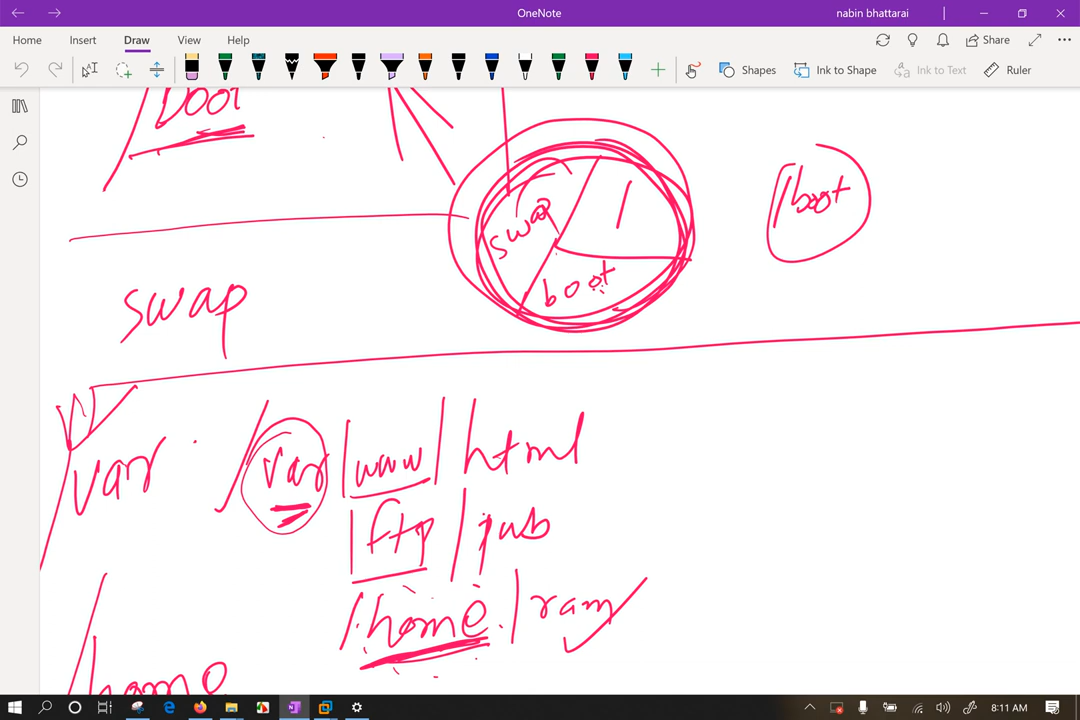 OneNote
nabin bhattarai
Home Insert Draw View Help
Share
Shapes
Ink to Shape
Ink to Text
Ruler
/boot
swap
/
boot
/boot
swap
/var
/var/www/html
/ftp/pub
/home/ram
/home
8:11 AM